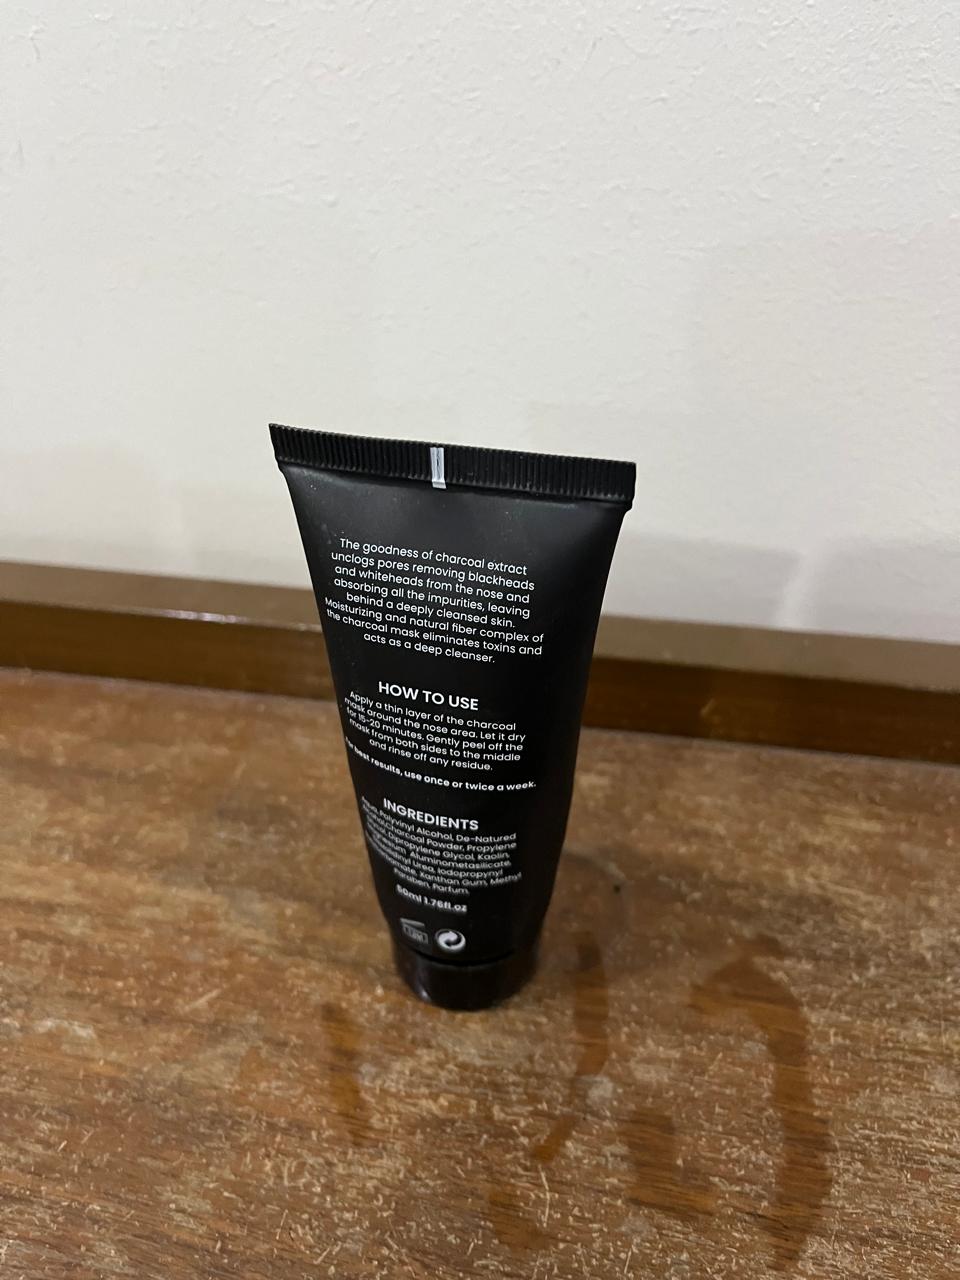 The goodness of charcoal extract
unclogs pores removing blackheads
and whiteheads from the nose and
absorbing all the impurities, leaving
behind a deeply cleansed skin.
Moisturizing and natural fiber complex of
the charcoal mask eliminates toxins and
acts as a deep cleanser.
HOW TO USE
Apply a thin layer of the charcoal
mask around the nose area. Let it dry
for 15-20 minutes. Gently peel off the
mask from both sides to the middle
and rinse off any residue.
For best results, use once or twice a week.
INGREDIENTS
Aqua, Polyvinyl Alcohol, De-Natured
Alcohol, Charcoal Powder, Propylene
Glycol, Dipropylene Glycol, Kaolin,
Aluminometasilicate,
Urea, Iodopropynyl
Xanthan Gum, Methyl
Paraben, Parfum.
50ml 1.76fl.oz